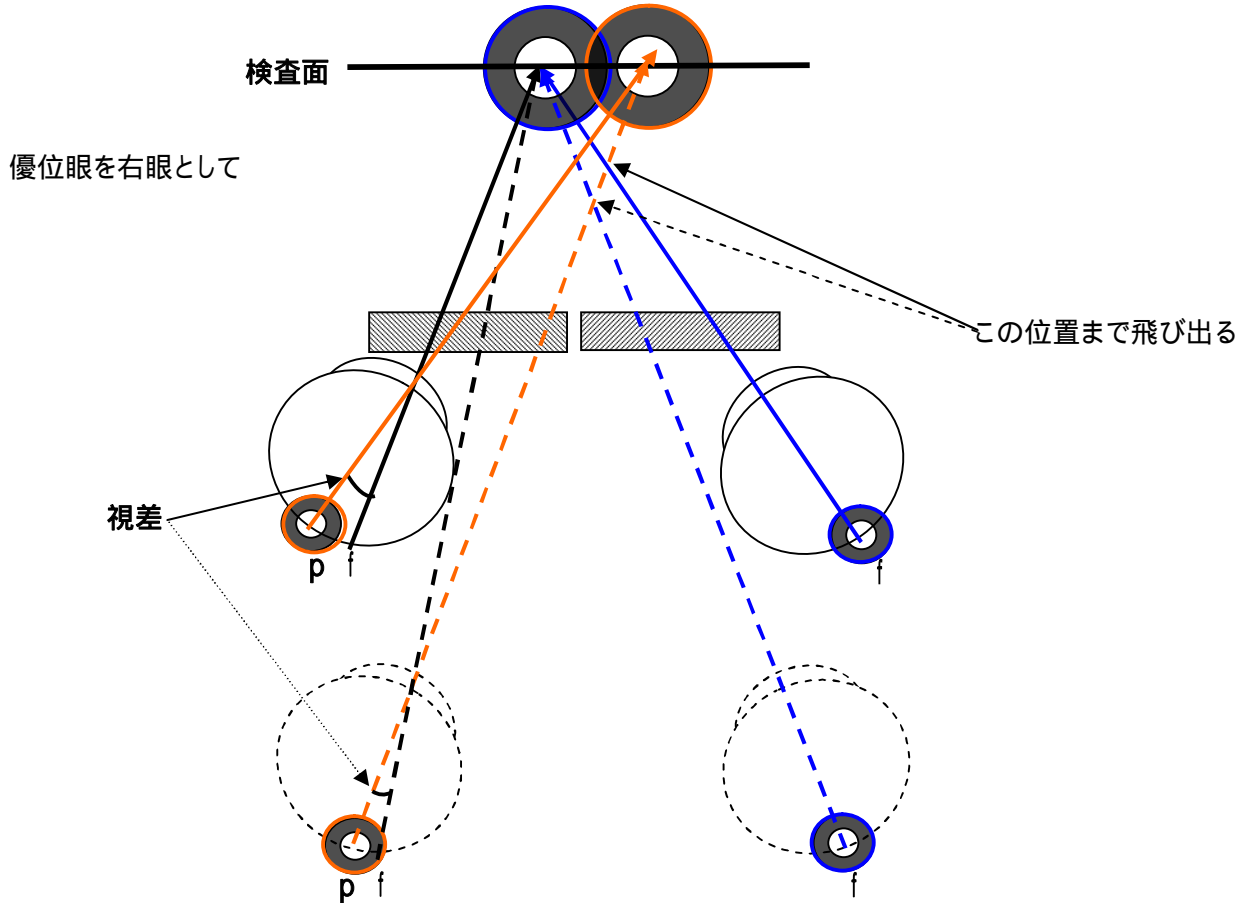 検査面
優位眼を右眼として
この位置まで飛び出る
視差
p f
f
p f
f